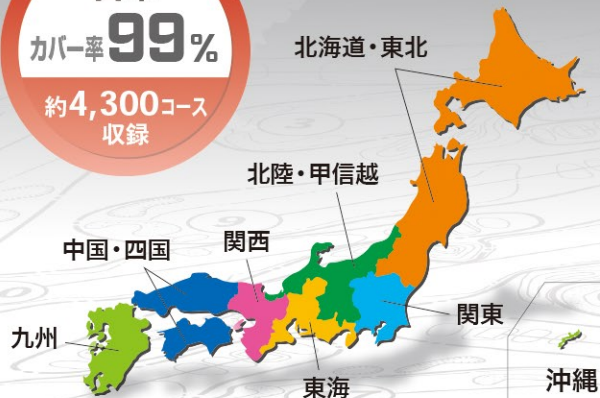 カバー率99%
約4,300コース
収録
北海道・東北
北陸・甲信越
中国・四国
関西
九州
関東
東海
沖縄